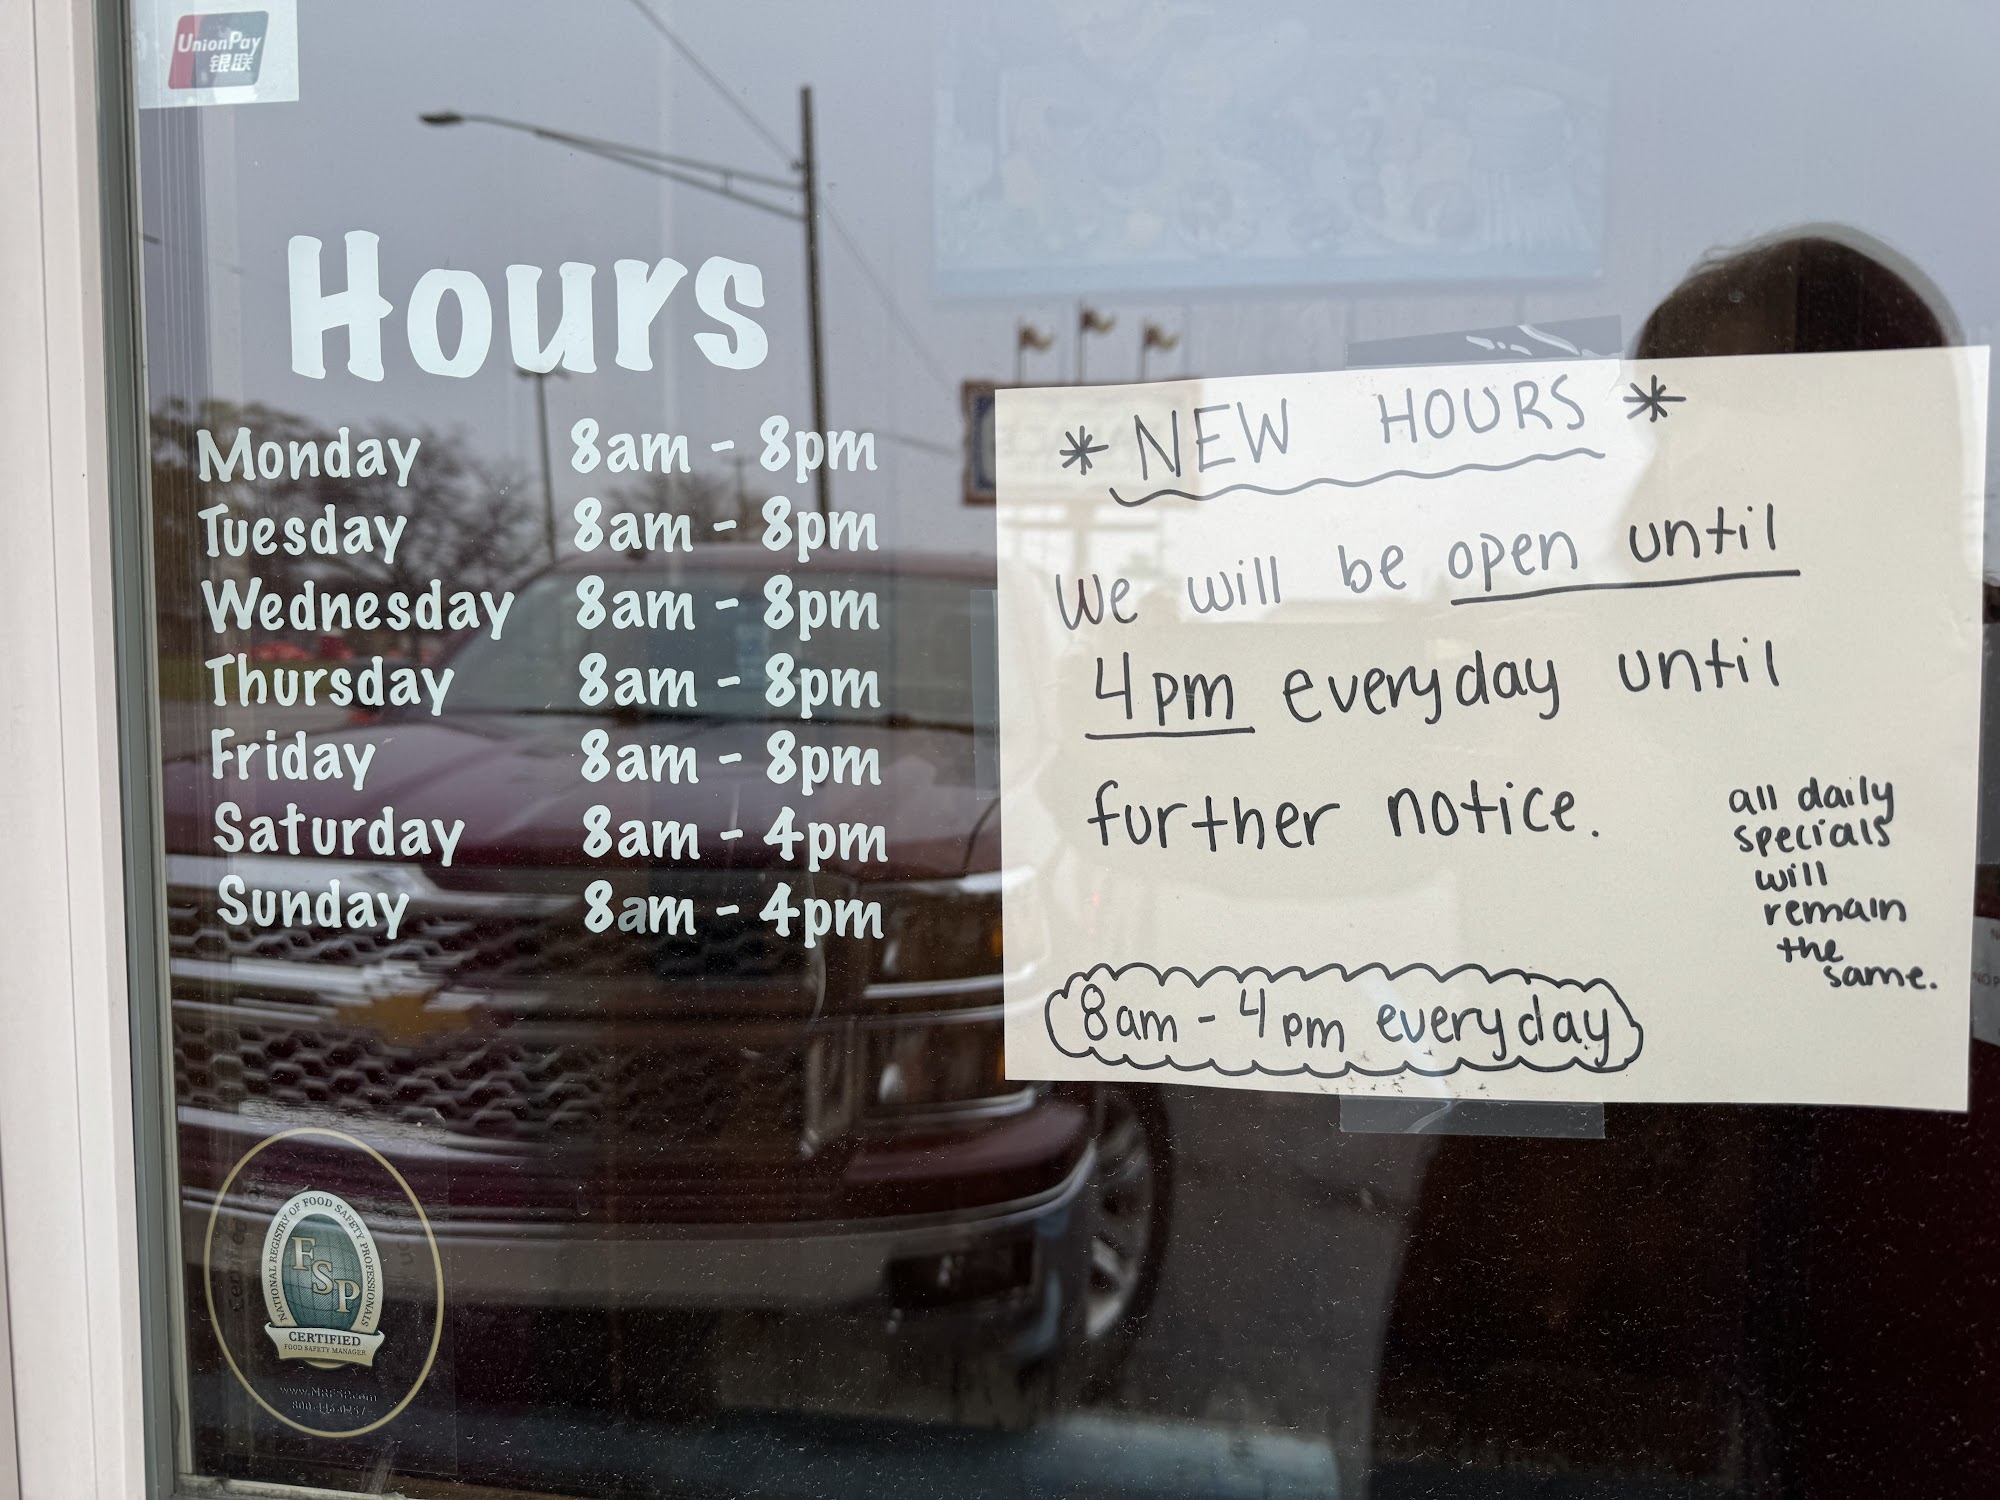 UnionPay
银联
Hours
Monday 8am - 8pm
Tuesday 8am - 8pm
Wednesday 8am - 8pm
Thursday 8am - 8pm
Friday 8am - 8pm
Saturday 8am - 4pm
Sunday 8am - 4pm
* NEW HOURS *
We will be open until
4pm everyday until
further notice.
all daily
specials
will
remain
the
same.
8am - 4pm everyday
NATIONAL REGISTRY OF FOOD SAFETY PROFESSIONALS
FSP
CERTIFIED
FOOD SAFETY MANAGER
www.NRFSP.com